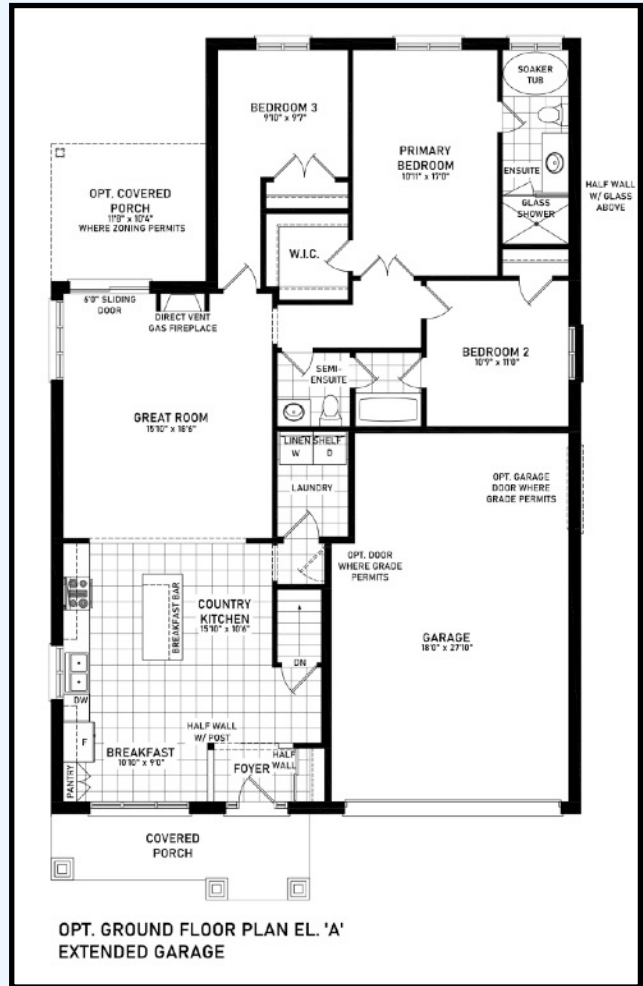 SOAKER
TUB
BEDROOM 3
9'10" x 9'7"
PRIMARY
BEDROOM
10'11" x 17'0"
ENSUITE
GLASS
SHOWER
HALF WALL
W/ GLASS
ABOVE
OPT. COVERED
PORCH
11'8" x 10'4"
WHERE ZONING PERMITS
W.I.C.
6'0" SLIDING
DOOR
DIRECT VENT
GAS FIREPLACE
BEDROOM 2
10'9" x 11'0"
SEMI-
ENSUITE
GREAT ROOM
15'10" x 18'6"
LINEN SHELF
W
D
LAUNDRY
OPT. GARAGE
DOOR WHERE
GRADE PERMITS
OPT. DOOR
WHERE GRADE
PERMITS
COUNTRY
KITCHEN
15'10" x 10'6"
BREAKFAST BAR
GARAGE
18'0" x 27'10"
DN
DW
F
HALF WALL
W/ POST
BREAKFAST
10'10" x 9'0"
HALF
WALL
FOYER
PANTRY
COVERED
PORCH
OPT. GROUND FLOOR PLAN EL. 'A'
EXTENDED GARAGE